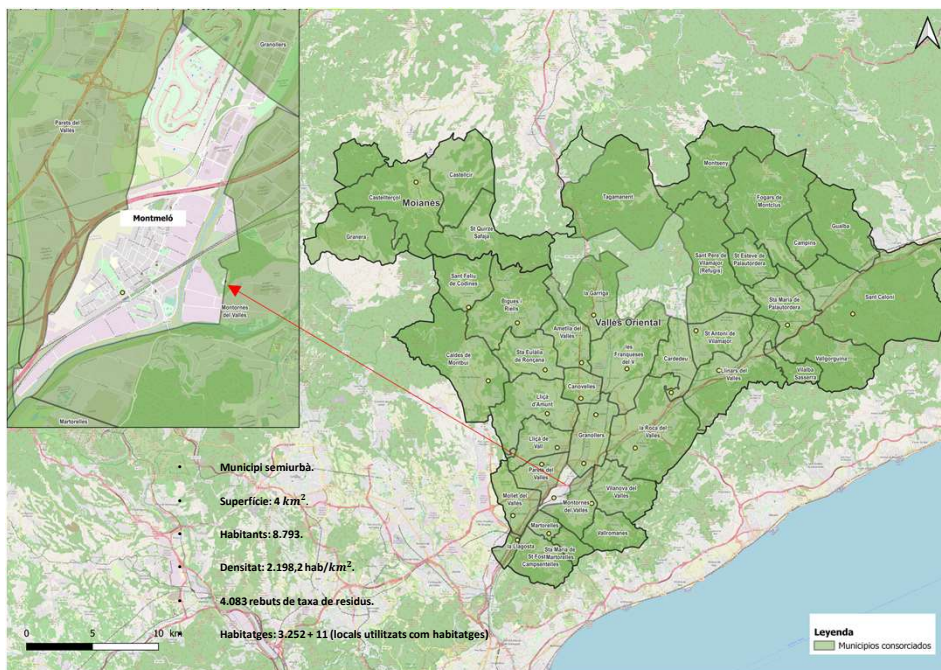 Granollers
Parets del
Vallès
Montmeló
Montornès
del Vallès
Martorelles
Castellcir
Castellterçol
Moianès
Granera
St Quirze
Safaja
Tagamanent
Montseny
Fogars de
Montclús
Gualba
Campins
Sant Pere de
Vilamajor
(Refugis)
St Esteve de
Palautordera
Sta Maria de
Palautordera
Sant Celoni
Sant Feliu
de Codines
Bigues
Riells
la Garriga
Valles Oriental
Ametlla del
Vallès
les
Franqueses
del V
Cardedeu
St Antoni de
Vilamajor
Llinars del
Vallès
Vallgorguina
Vilalba
Sasserra
Caldes de
Montbui
Sta Eulàlia
de Ronçana
Canovelles
Lliçà
d'Amunt
Granollers
la Roca del
Vallès
Lliçà de
Vall
Parets del
Vallès
Mollet del
Vallès
Montornès
del Vallès
Vilanova del
Vallès
Martorelles
Vallromanes
la Llagosta
Sta Maria de
Martorelles
St Fost
Campsentelles
• Municipi semiurbà.
• Superfície: 4 km².
• Habitants: 8.793.
• Densitat: 2.198,2 hab/km².
• 4.083 rebuts de taxa de residus.
• Habitatges: 3.252 + 11 (locals utilitzats com habitatges)
0 5 10 km
Leyenda
Municipios consorciados